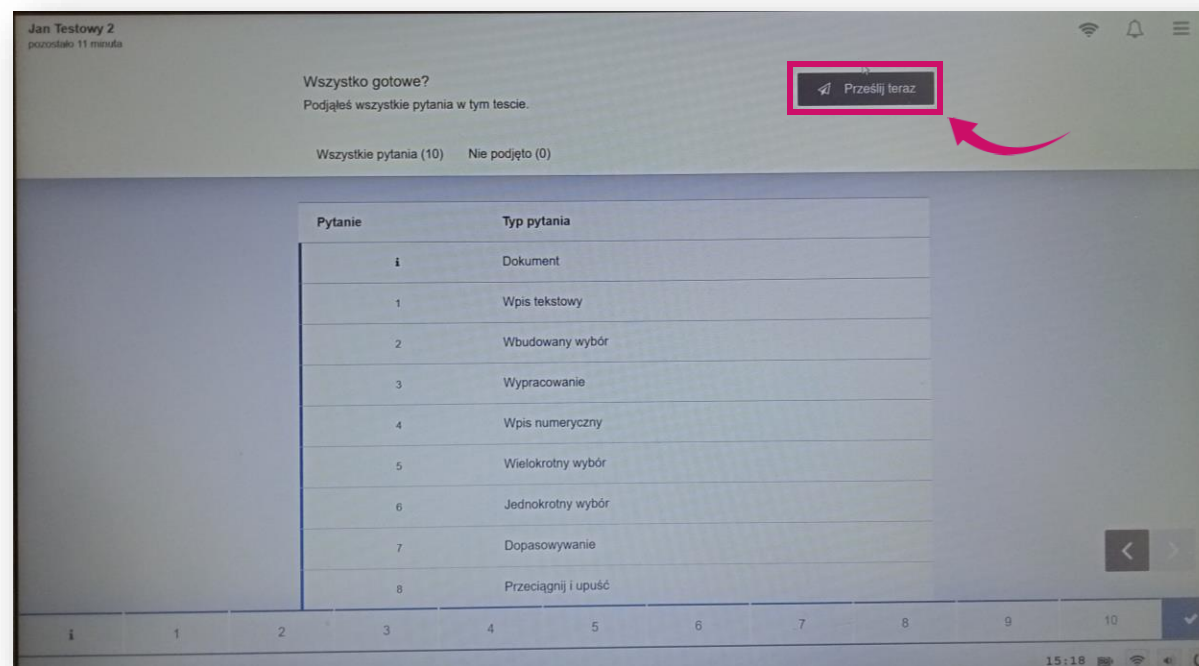 Jan Testowy 2
pozostało 11 minuta
Wszystko gotowe?
Podjąłeś wszystkie pytania w tym tescie.
Prześlij teraz
Wszystkie pytania (10) Nie podjęto (0)
Pytanie Typ pytania
i Dokument
1 Wpis tekstowy
2 Wbudowany wybór
3 Wypracowanie
4 Wpis numeryczny
5 Wielokrotny wybór
6 Jednokrotny wybór
7 Dopasowywanie
8 Przeciągnij i upuść
i 1 2 3 4 5 6 7 8 9 10
15:18